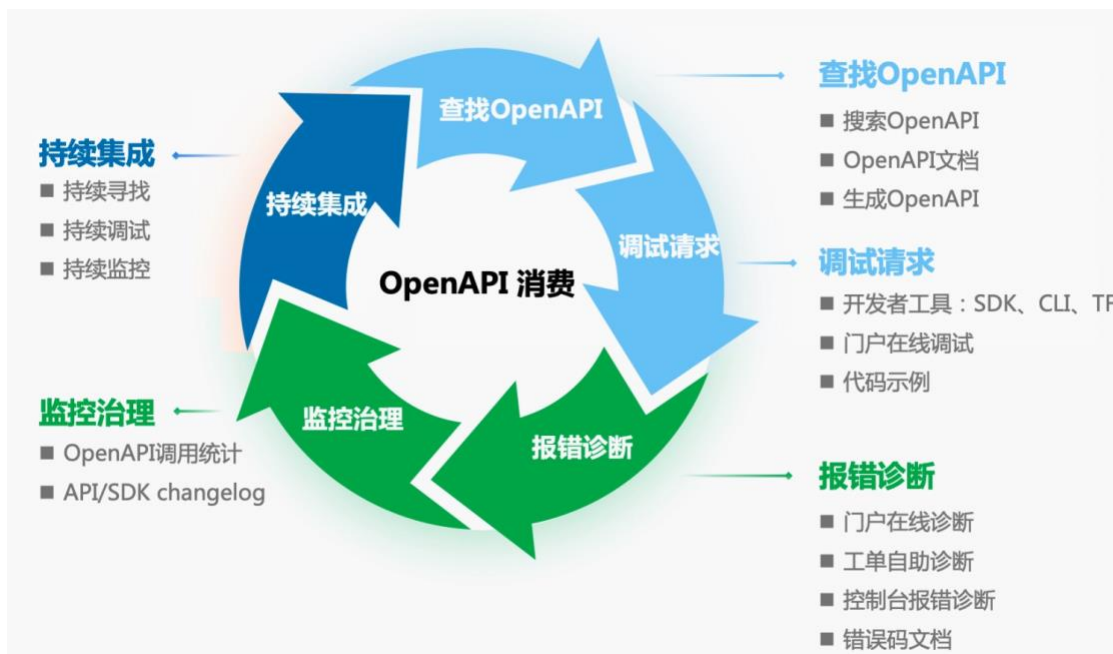 查找OpenAPI
调试请求
报错诊断
监控治理
持续集成
OpenAPI 消费
查找OpenAPI
■ 搜索OpenAPI
■ OpenAPI文档
■ 生成OpenAPI
调试请求
■ 开发者工具：SDK、CLI、TF
■ 门户在线调试
■ 代码示例
报错诊断
■ 门户在线诊断
■ 工单自助诊断
■ 控制台报错诊断
■ 错误码文档
监控治理
■ OpenAPI调用统计
■ API/SDK changelog
持续集成
■ 持续寻找
■ 持续调试
■ 持续监控